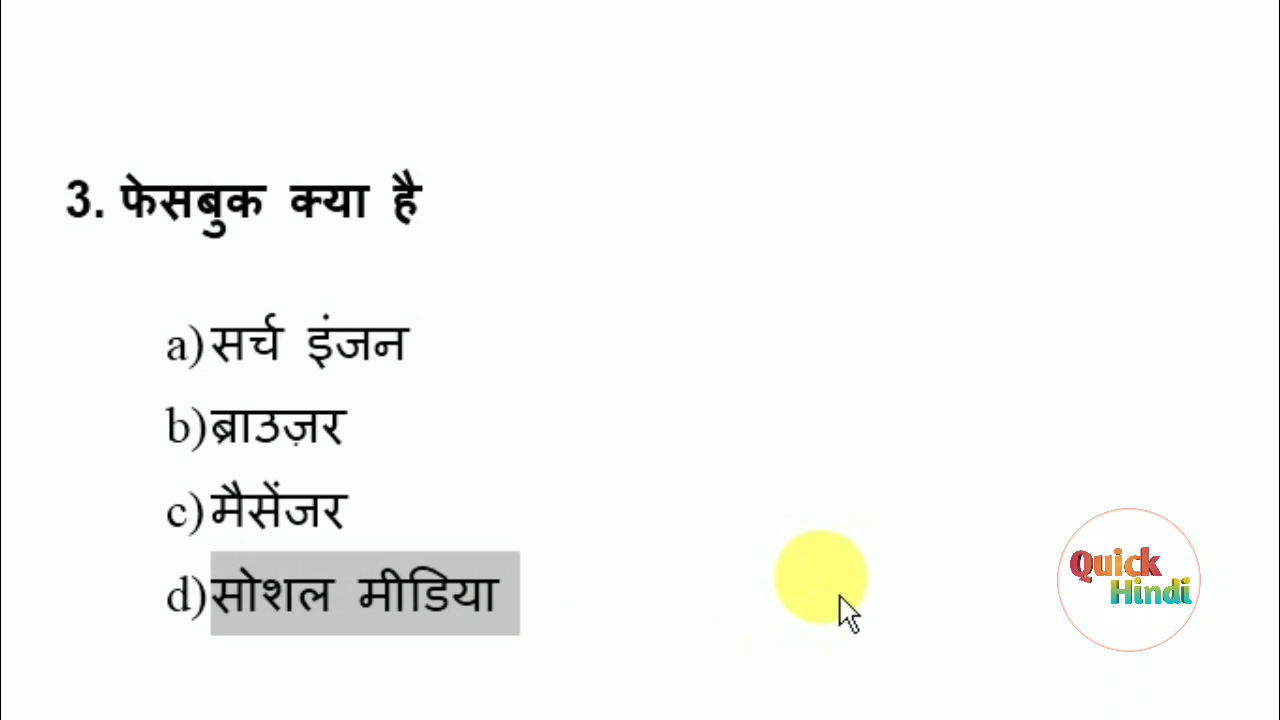 3. फेसबुक क्या है
a) सर्च इंजन
b) ब्राउज़र
c) मैसेंजर
d) सोशल मीडिया
Quick
Hindi